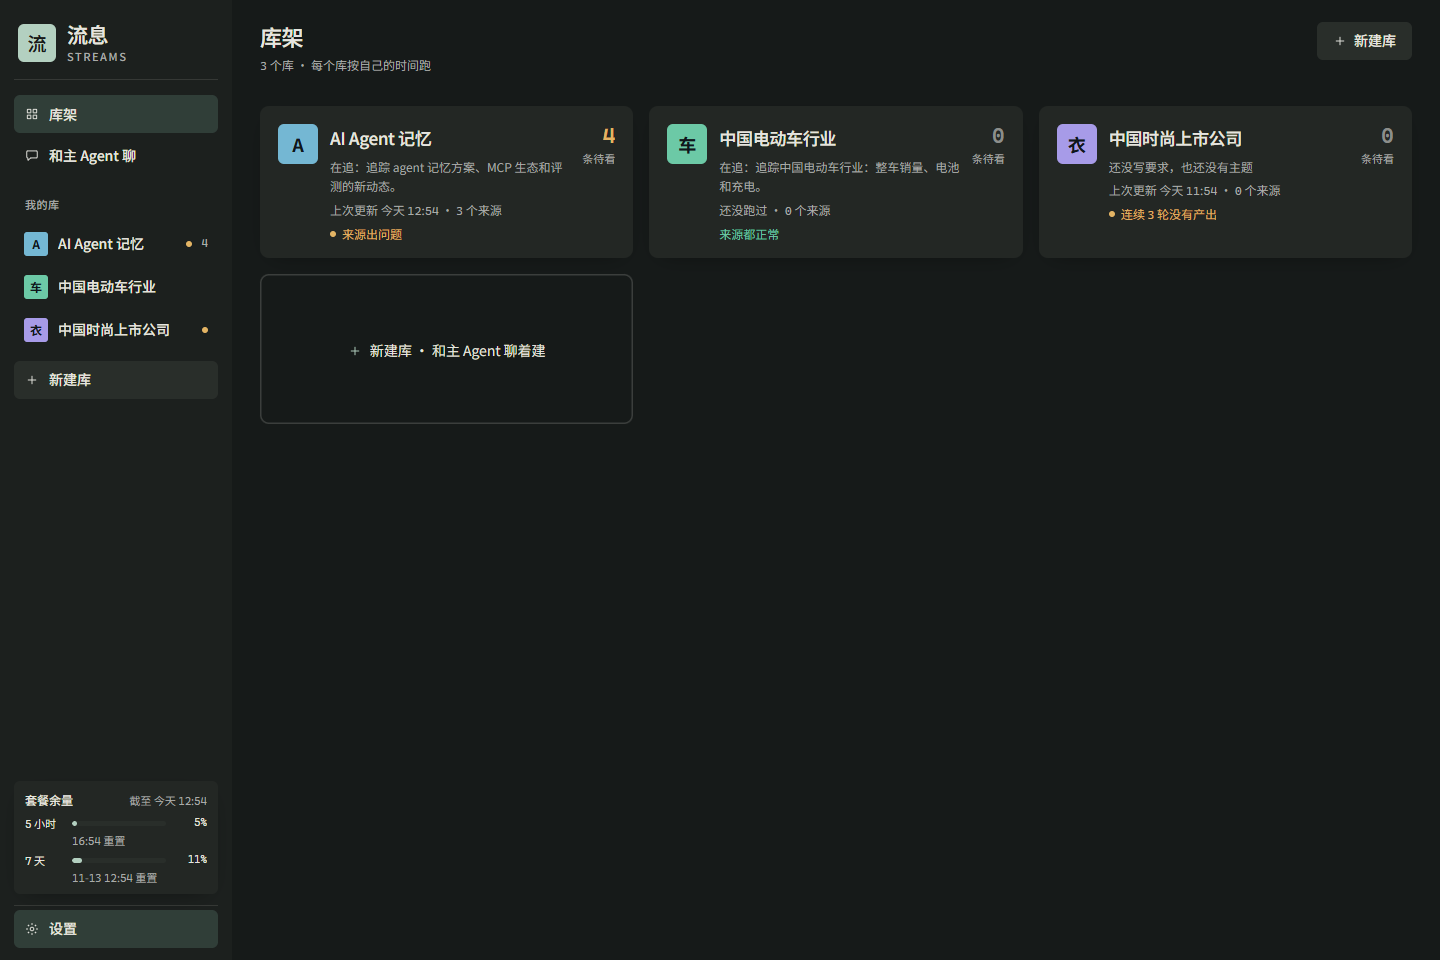 流
流息
STREAMS
库架
和主 Agent 聊
我的库
A
AI Agent 记忆
4
车
中国电动车行业
衣
中国时尚上市公司
+ 新建库
套餐余量
截至 今天 12:54
5 小时
5%
16:54 重置
7 天
11%
11-13 12:54 重置
设置
库架
3 个库 · 每个库按自己的时间跑
+ 新建库
A
AI Agent 记忆
4
条待看
在追：追踪 agent 记忆方案、MCP 生态和评
测的新动态。
上次更新 今天 12:54 · 3 个来源
来源出问题
车
中国电动车行业
0
条待看
在追：追踪中国电动车行业：整车销量、电池
和充电。
还没跑过 · 0 个来源
来源都正常
衣
中国时尚上市公司
0
条待看
还没写要求，也还没有主题
上次更新 今天 11:54 · 0 个来源
连续 3 轮没有产出
+ 新建库 · 和主 Agent 聊着建